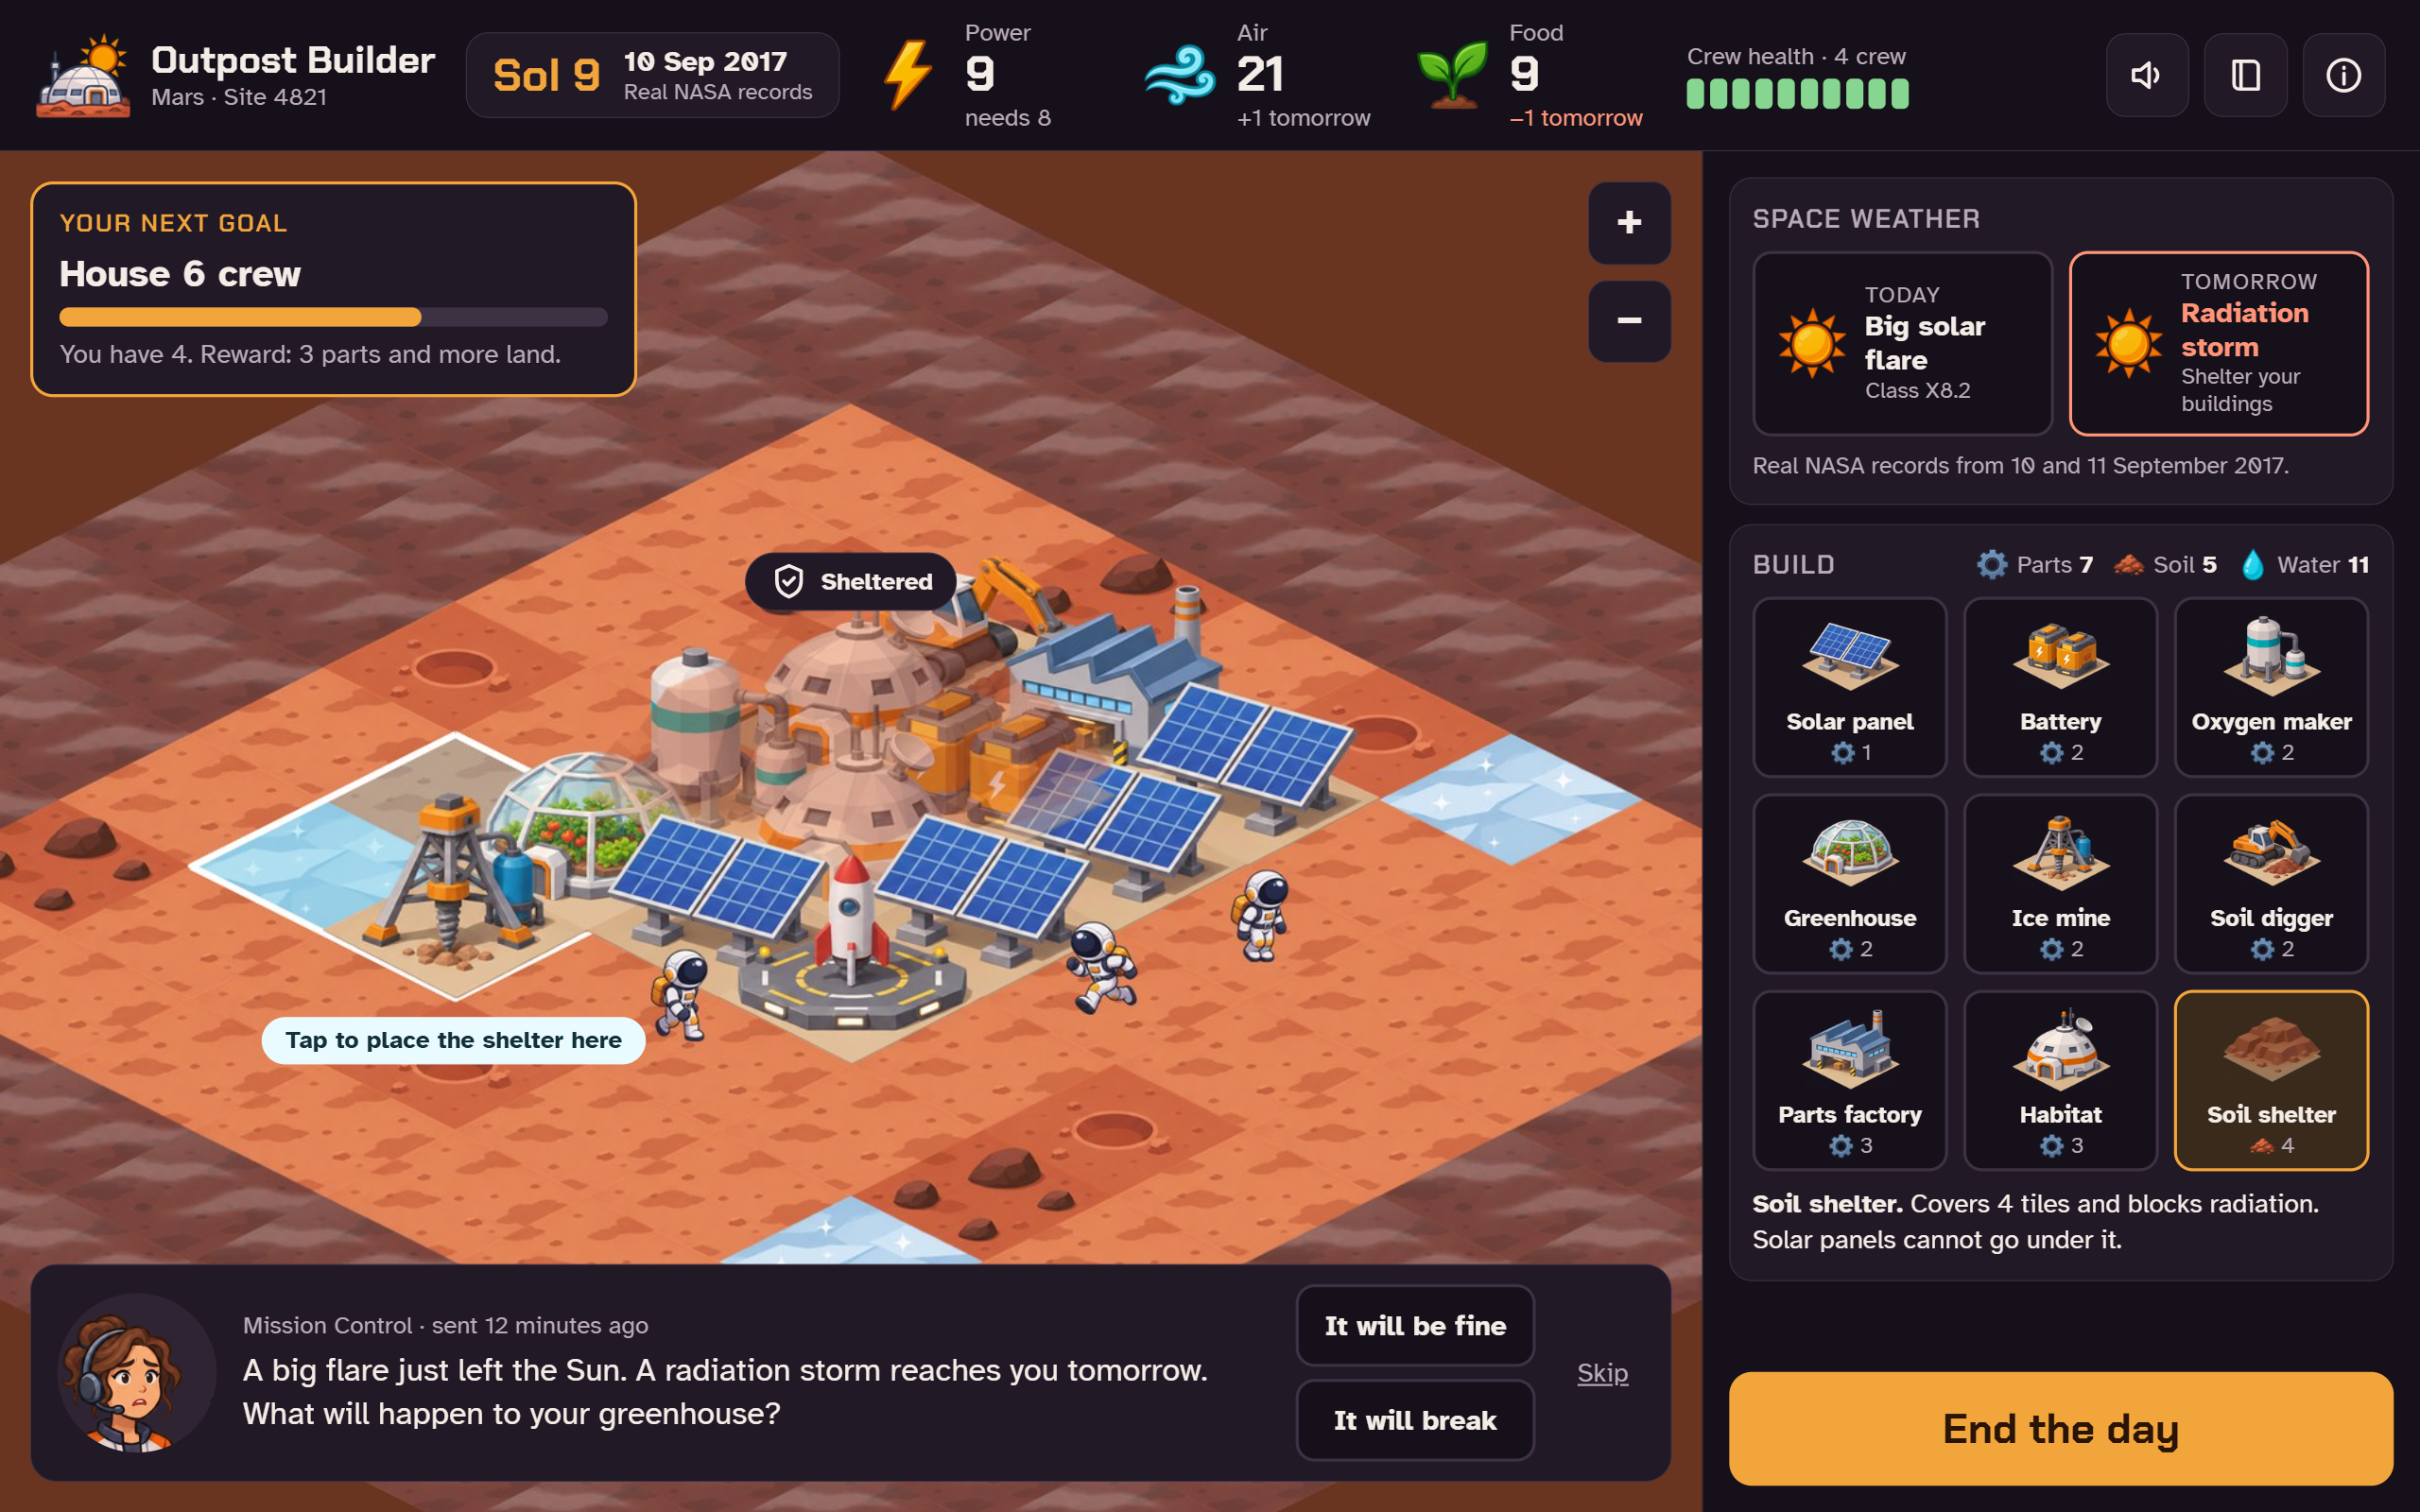 Outpost Builder
Mars · Site 4821
Sol 9
10 Sep 2017
Real NASA records
Power
9
needs 8
Air
21
+1 tomorrow
Food
9
–1 tomorrow
Crew health · 4 crew
YOUR NEXT GOAL
House 6 crew
You have 4. Reward: 3 parts and more land.
+
−
Sheltered
Tap to place the shelter here
Mission Control · sent 12 minutes ago
A big flare just left the Sun. A radiation storm reaches you tomorrow.
What will happen to your greenhouse?
It will be fine
It will break
Skip
SPACE WEATHER
TODAY
Big solar
flare
Class X8.2
TOMORROW
Radiation
storm
Shelter your
buildings
Real NASA records from 10 and 11 September 2017.
BUILD
Parts 7
Soil 5
Water 11
Solar panel
1
Battery
2
Oxygen maker
2
Greenhouse
2
Ice mine
2
Soil digger
2
Parts factory
3
Habitat
3
Soil shelter
4
Soil shelter. Covers 4 tiles and blocks radiation.
Solar panels cannot go under it.
End the day